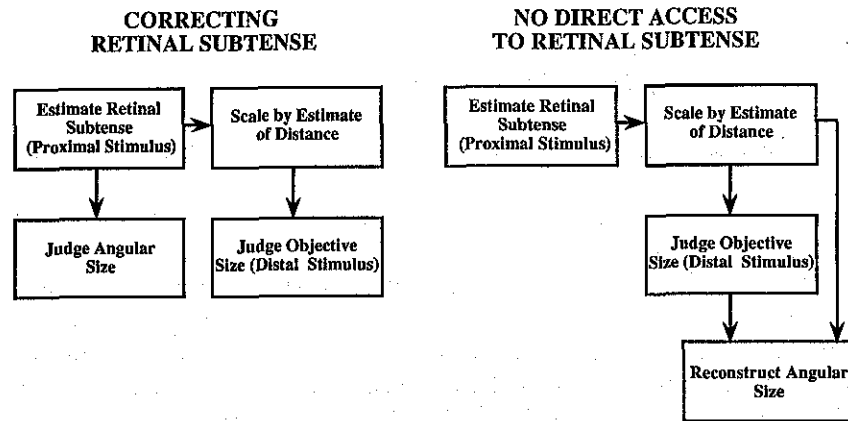 CORRECTING
RETINAL SUBTENSE
Estimate Retinal
Subtense
(Proximal Stimulus)
Scale by Estimate
of Distance
Judge Angular
Size
Judge Objective
Size (Distal Stimulus)
NO DIRECT ACCESS
TO RETINAL SUBTENSE
Estimate Retinal
Subtense
(Proximal Stimulus)
Scale by Estimate
of Distance
Judge Objective
Size (Distal Stimulus)
Reconstruct Angular
Size